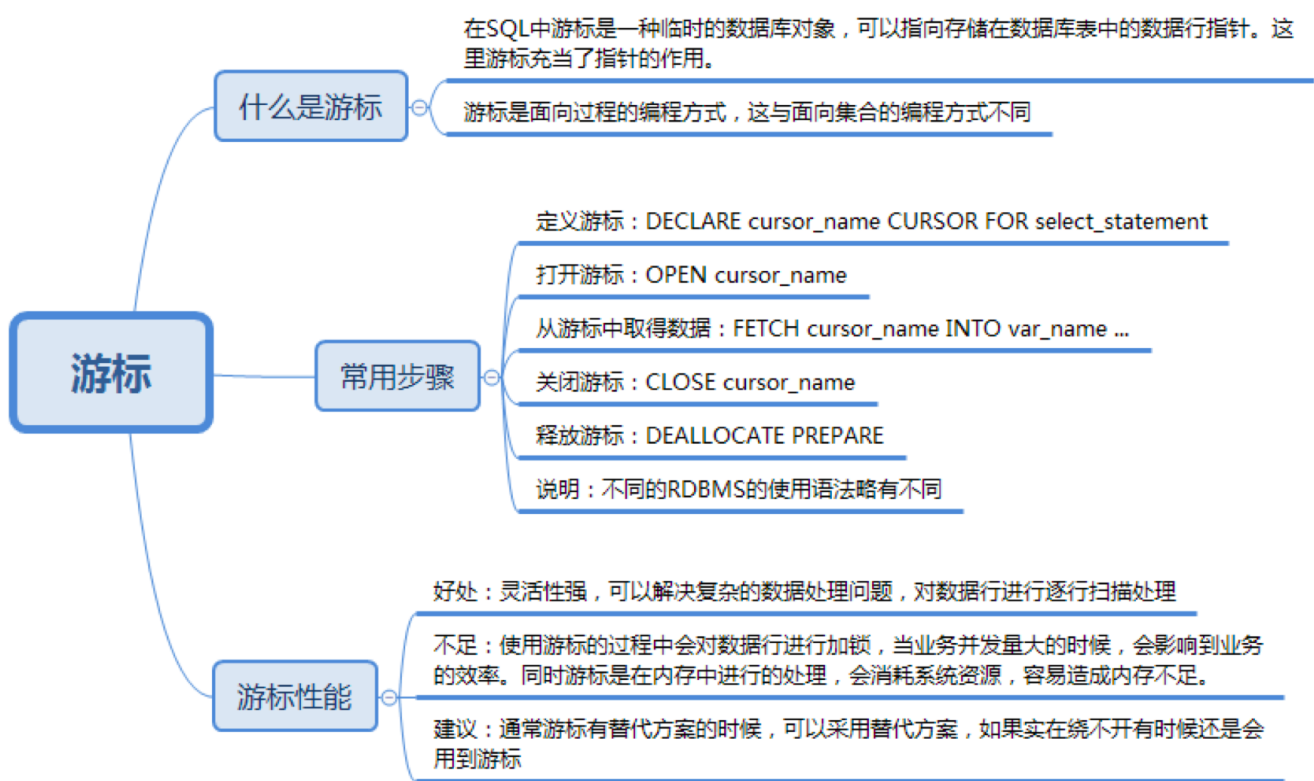 游标
什么是游标
在SQL中游标是一种临时的数据库对象，可以指向存储在数据库表中的数据行指针。这
里游标充当了指针的作用。
游标是面向过程的编程方式，这与面向集合的编程方式不同
常用步骤
定义游标：DECLARE cursor_name CURSOR FOR select_statement
打开游标：OPEN cursor_name
从游标中取得数据：FETCH cursor_name INTO var_name ...
关闭游标：CLOSE cursor_name
释放游标：DEALLOCATE PREPARE
说明：不同的RDBMS的使用语法略有不同
游标性能
好处：灵活性强，可以解决复杂的数据处理问题，对数据行进行逐行扫描处理
不足：使用游标的过程中会对数据行进行加锁，当业务并发量大的时候，会影响到业务
的效率。同时游标是在内存中进行的处理，会消耗系统资源，容易造成内存不足。
建议：通常游标有替代方案的时候，可以采用替代方案，如果实在绕不开有时候还是会
用到游标